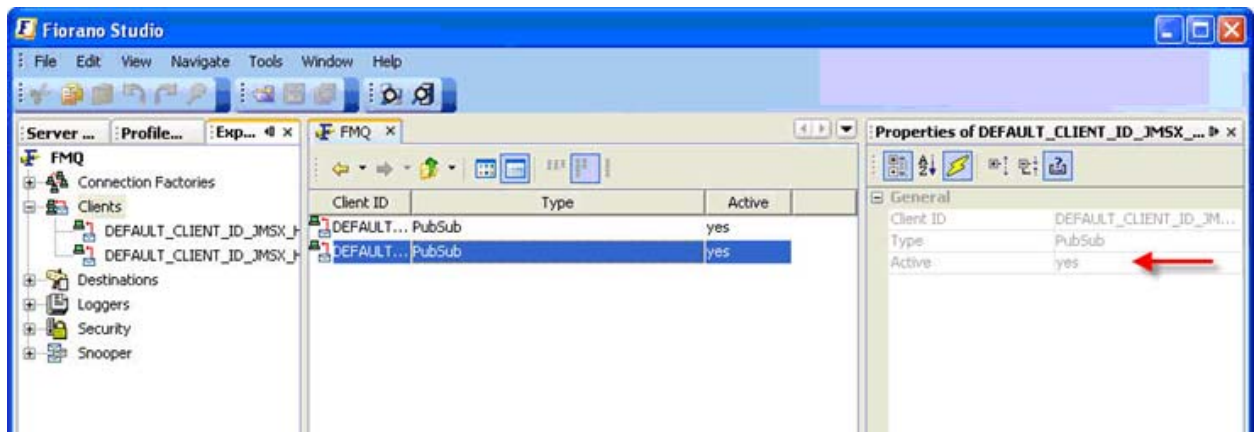 Fiorano Studio
File Edit View Navigate Tools Window Help
Server ... Profile... Exp...
FMQ
Connection Factories
Clients
DEFAULT_CLIENT_ID_JMSX_H
DEFAULT_CLIENT_ID_JMSX_H
Destinations
Loggers
Security
Snooper
FMQ
Client ID Type Active
DEFAULT... PubSub yes
DEFAULT... PubSub yes
Properties of DEFAULT_CLIENT_ID_JMSX_...
General
Client ID DEFAULT_CLIENT_ID_JM...
Type PubSub
Active yes